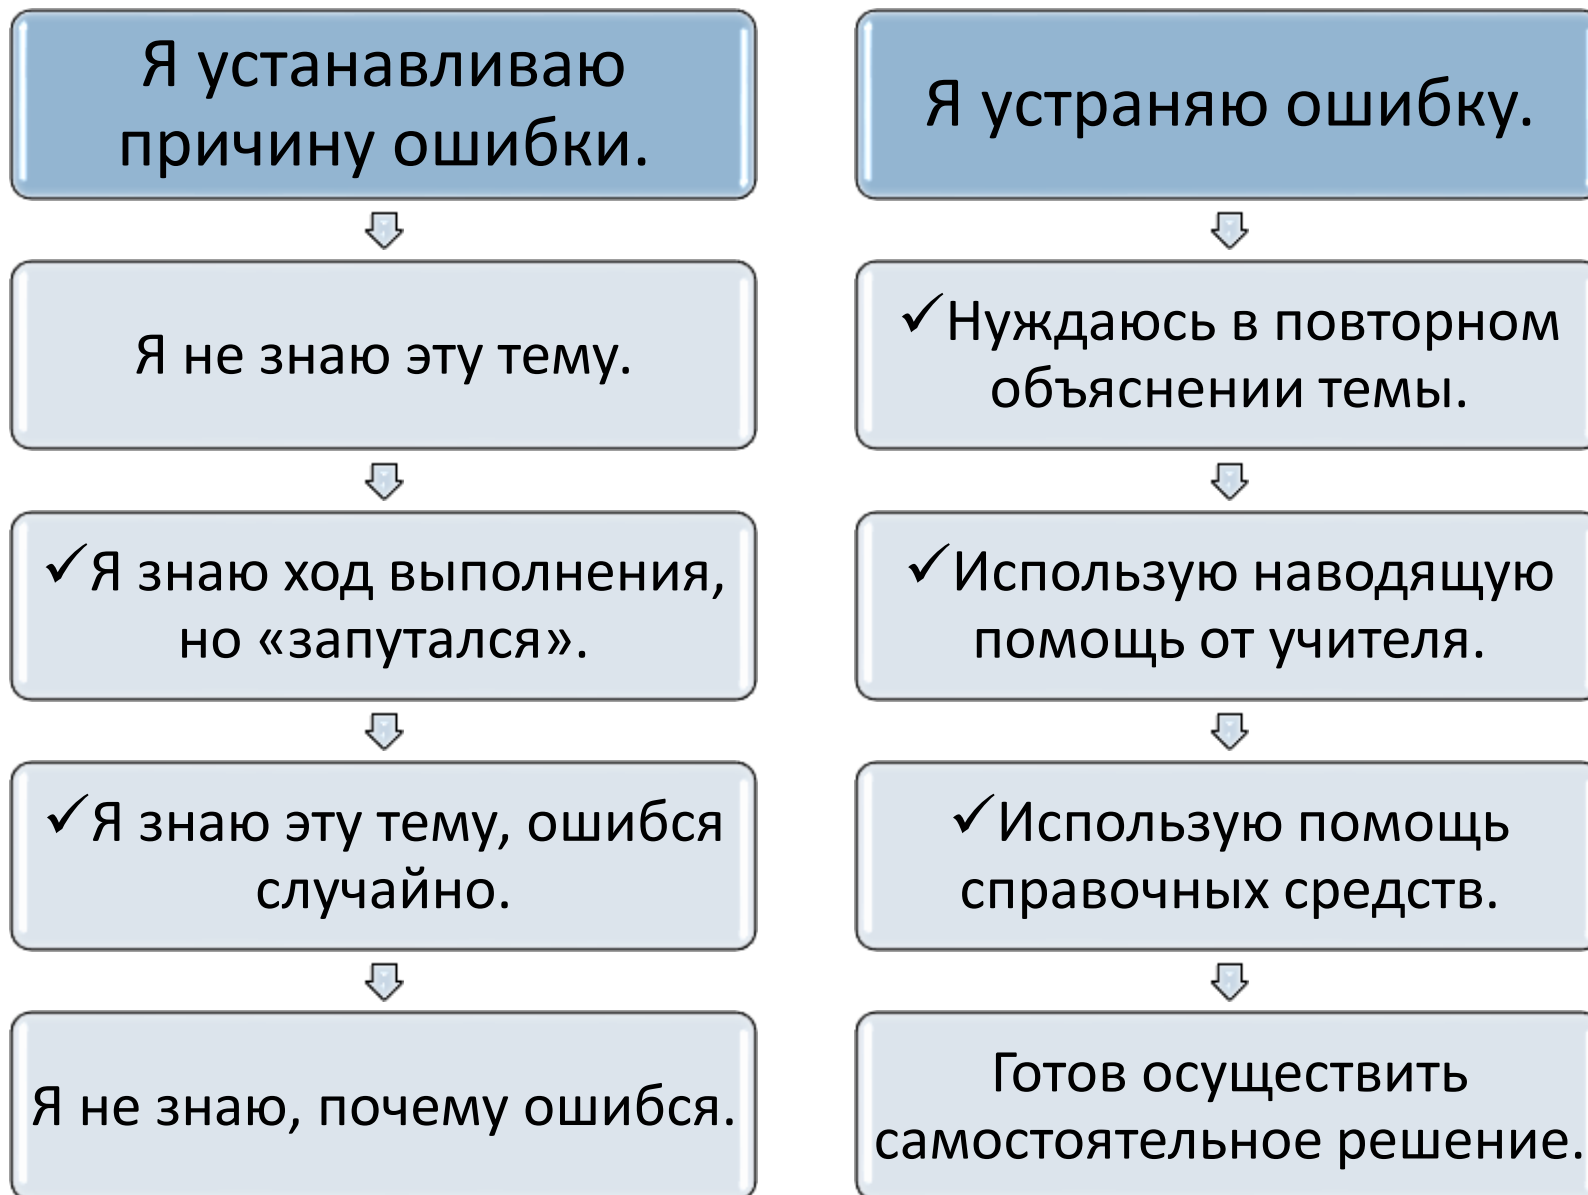 Я устанавливаю
причину ошибки.
Я не знаю эту тему.
✓Я знаю ход выполнения,
но «запутался».
✓Я знаю эту тему, ошибся
случайно.
Я не знаю, почему ошибся.
Я устраняю ошибку.
✓Нуждаюсь в повторном
объяснении темы.
✓Использую наводящую
помощь от учителя.
✓Использую помощь
справочных средств.
Готов осуществить
самостоятельное решение.